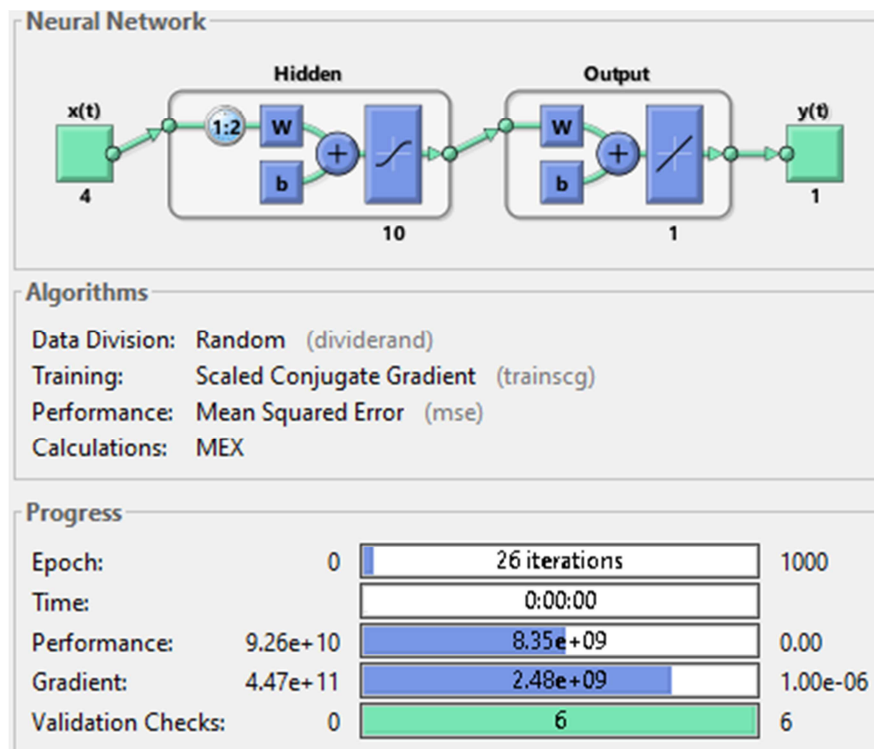 Neural Network
Hidden Output
x(t) y(t)
1:2 W W
+ +
b b
4 1
10 1
Algorithms
Data Division: Random (dividerand)
Training: Scaled Conjugate Gradient (trainscg)
Performance: Mean Squared Error (mse)
Calculations: MEX
Progress
Epoch: 0 26 iterations 1000
Time: 0:00:00
Performance: 9.26e+10 8.35e+09 0.00
Gradient: 4.47e+11 2.48e+09 1.00e-06
Validation Checks: 0 6 6